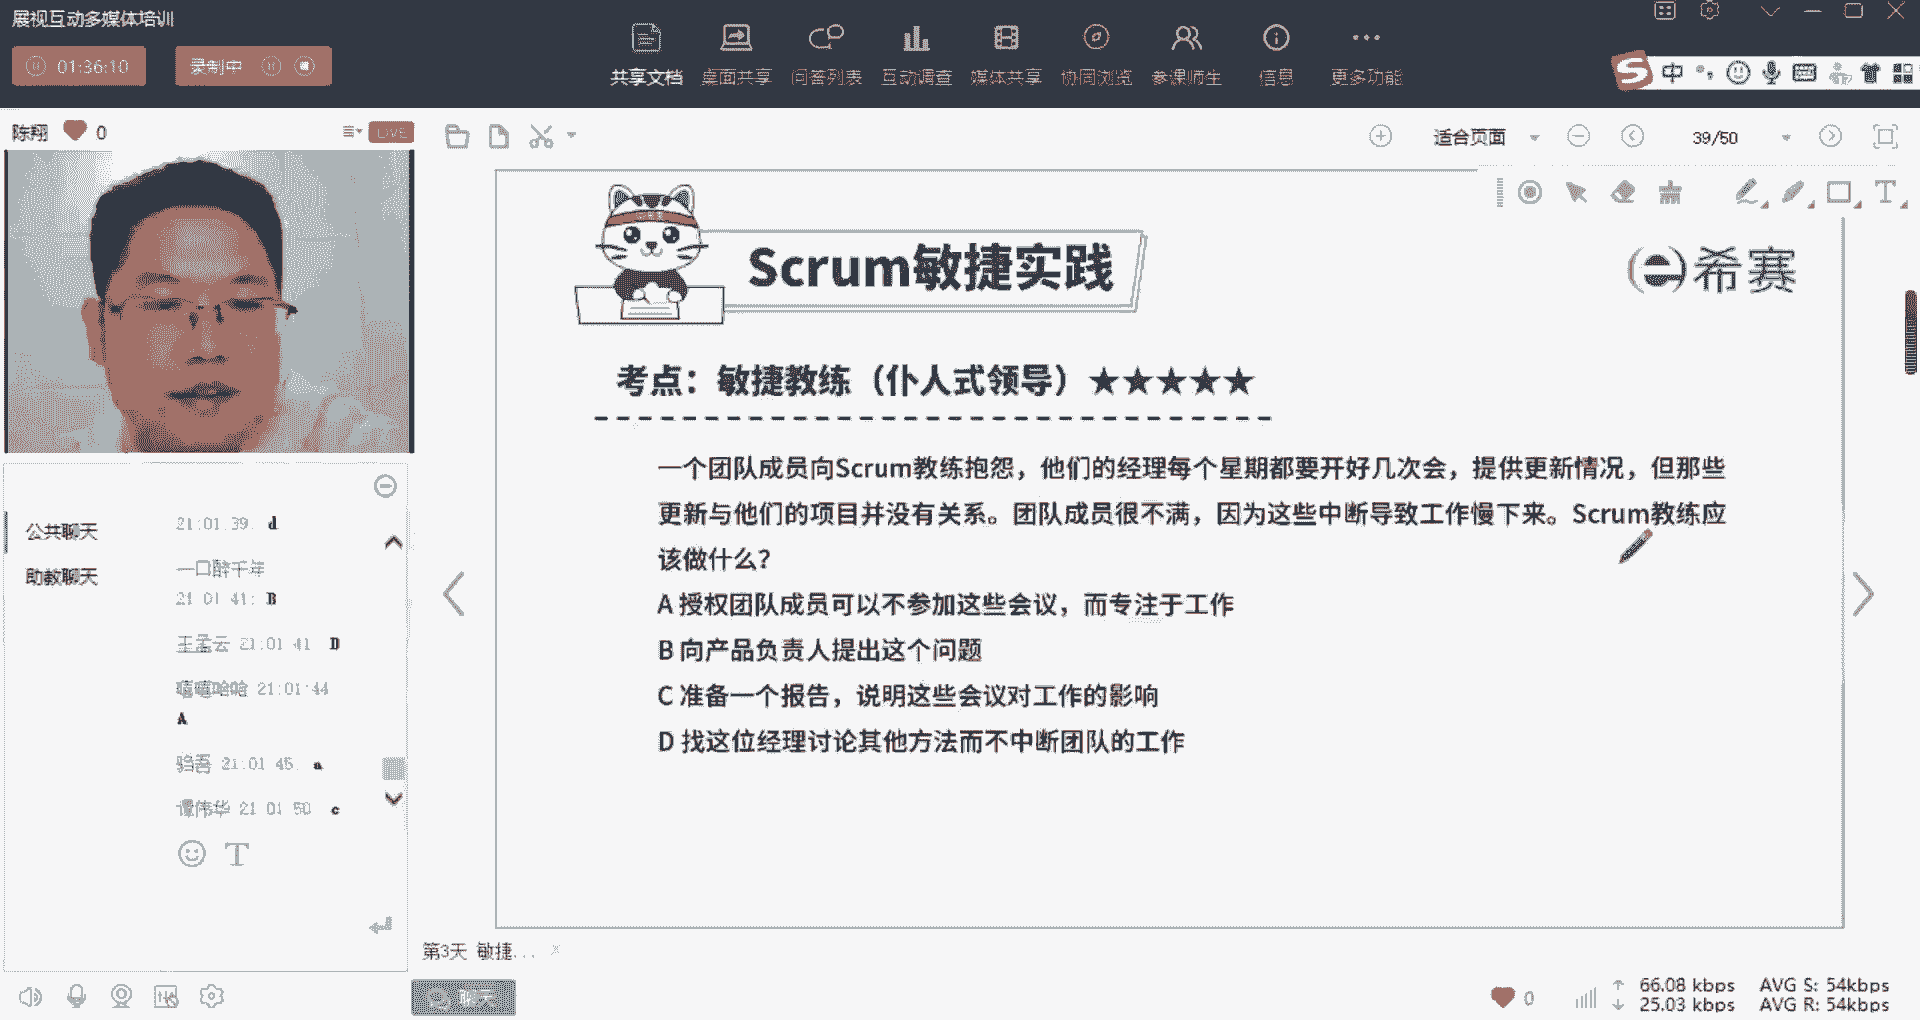 展视互动多媒体培训
01:36:10
录制中
共享文档
桌面共享
问答列表
互动调查
媒体共享
协同浏览
参课师生
信息
更多功能
中
陈翔 0
LIVE
适合页面
39/50
Scrum敏捷实践
希赛
考点：敏捷教练（仆人式领导）★★★★★
一个团队成员向Scrum教练抱怨，他们的经理每个星期都要开好几次会，提供更新情况，但那些
更新与他们的项目并没有关系。团队成员很不满，因为这些中断导致工作慢下来。Scrum教练应
该做什么？
A 授权团队成员可以不参加这些会议，而专注于工作
B 向产品负责人提出这个问题
C 准备一个报告，说明这些会议对工作的影响
D 找这位经理讨论其他方法而不中断团队的工作
公共聊天
助教聊天
21:01:39: d
一口醉千年
21:01:41: B
王孟云 21:01:41 D
嘻嘻哈哈 21:01:44
A
21:01:45: a
谭伟华 21:01:50 c
第3天 敏捷...
聊天
0
66.08 kbps AVG S: 54kbps
25.03 kbps AVG R: 54kbps